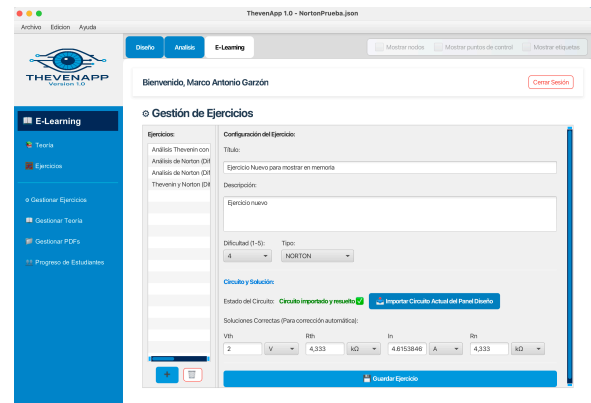 ThevenApp 1.0 - NortonPrueba.json
Archivo Edicion Ayuda
Diseño Analisis E-Learning
Mostrar nodos Mostrar puntos de control Mostrar etiquetas
THEVENAPP
Version 1.0
Bienvenido, Marco Antonio Garzón
Cerrar Sesión
E-Learning
Teoría
Ejercicios
Gestionar Ejercicios
Gestionar Teoría
Gestionar PDFs
Progreso de Estudiantes
Gestión de Ejercicios
Ejercicios:
Análisis Thevenin con
Análisis de Norton (Dif
Análisis de Norton (Dif
Thevenin y Norton (Dif
Configuración del Ejercicio:
Título:
Ejercicio Nuevo para mostrar en memoria
Descripción:
Ejercicio nuevo
Dificultad (1-5): Tipo:
4 NORTON
Circuito y Solución:
Estado del Circuito: Circuito importado y resuelto ✅ Importar Circuito Actual del Panel Diseño
Soluciones Correctas (Para corrección automática):
Vth Rth In Rn
2 V 4,333 kΩ 4.6153846 A 4,333 kΩ
+
Guardar Ejercicio